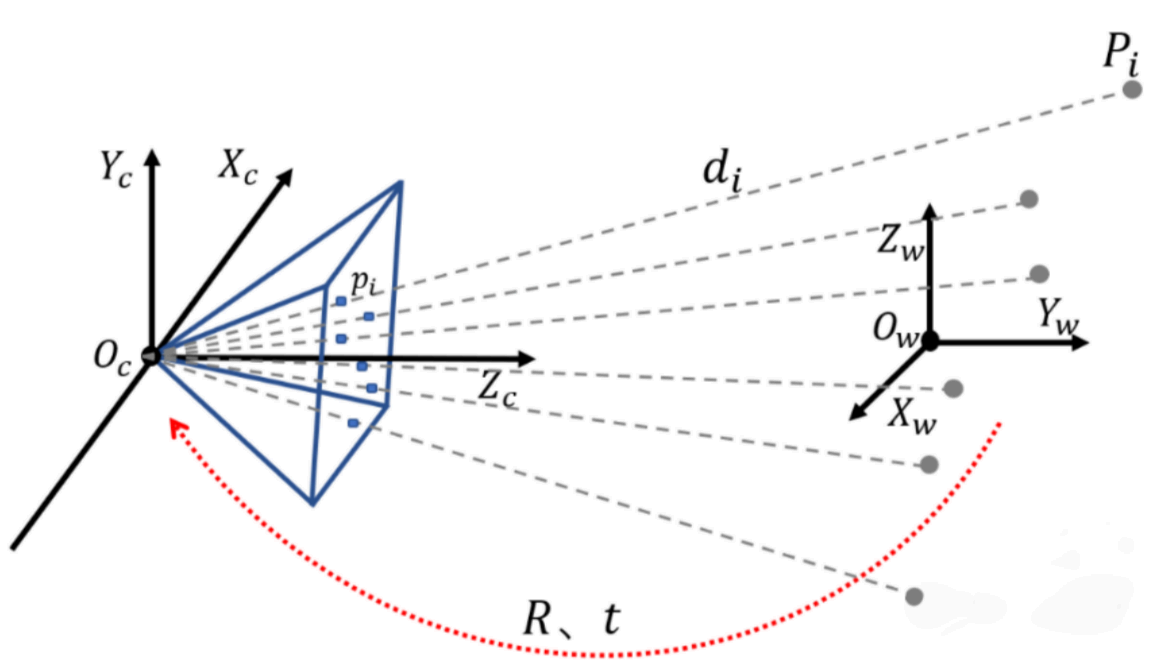 P_i
d_i
Y_c
X_c
Z_w
p_i
Y_w
O_w
O_c
Z_c
X_w
R、t